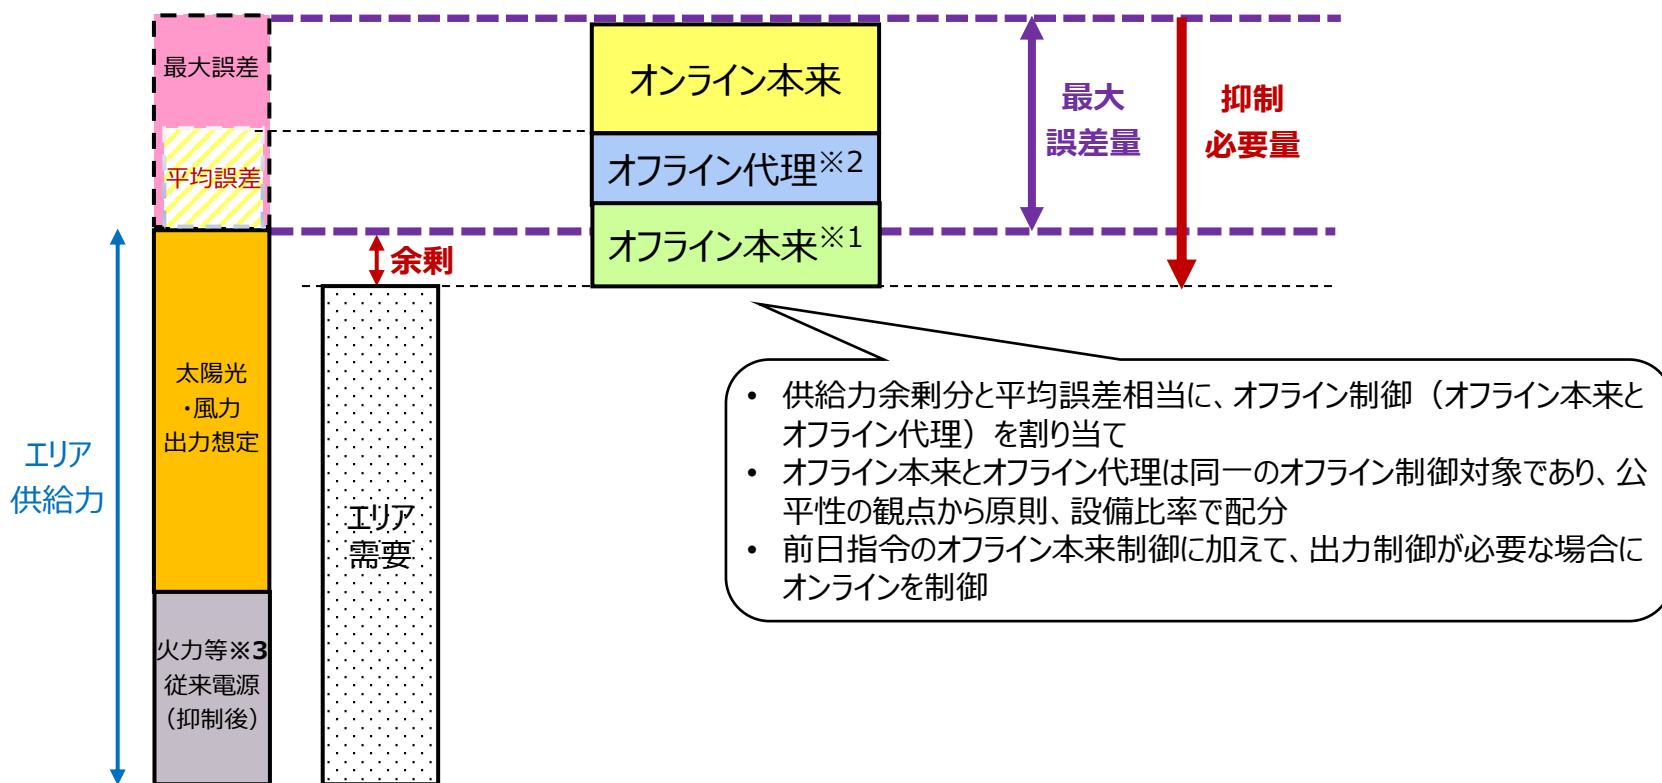 最大誤差
平均誤差
太陽光
・風力
出力想定
火力等※3
従来電源
（抑制後）
エリア
供給力
余剰
エリア
需要
オンライン本来
オフライン代理※2
オフライン本来※1
最大
誤差量
抑制
必要量
• 供給力余剰分と平均誤差相当に、オフライン制御（オフライン本来と
オフライン代理）を割り当て
• オフライン本来とオフライン代理は同一のオフライン制御対象であり、公
平性の観点から原則、設備比率で配分
• 前日指令のオフライン本来制御に加えて、出力制御が必要な場合に
オンラインを制御